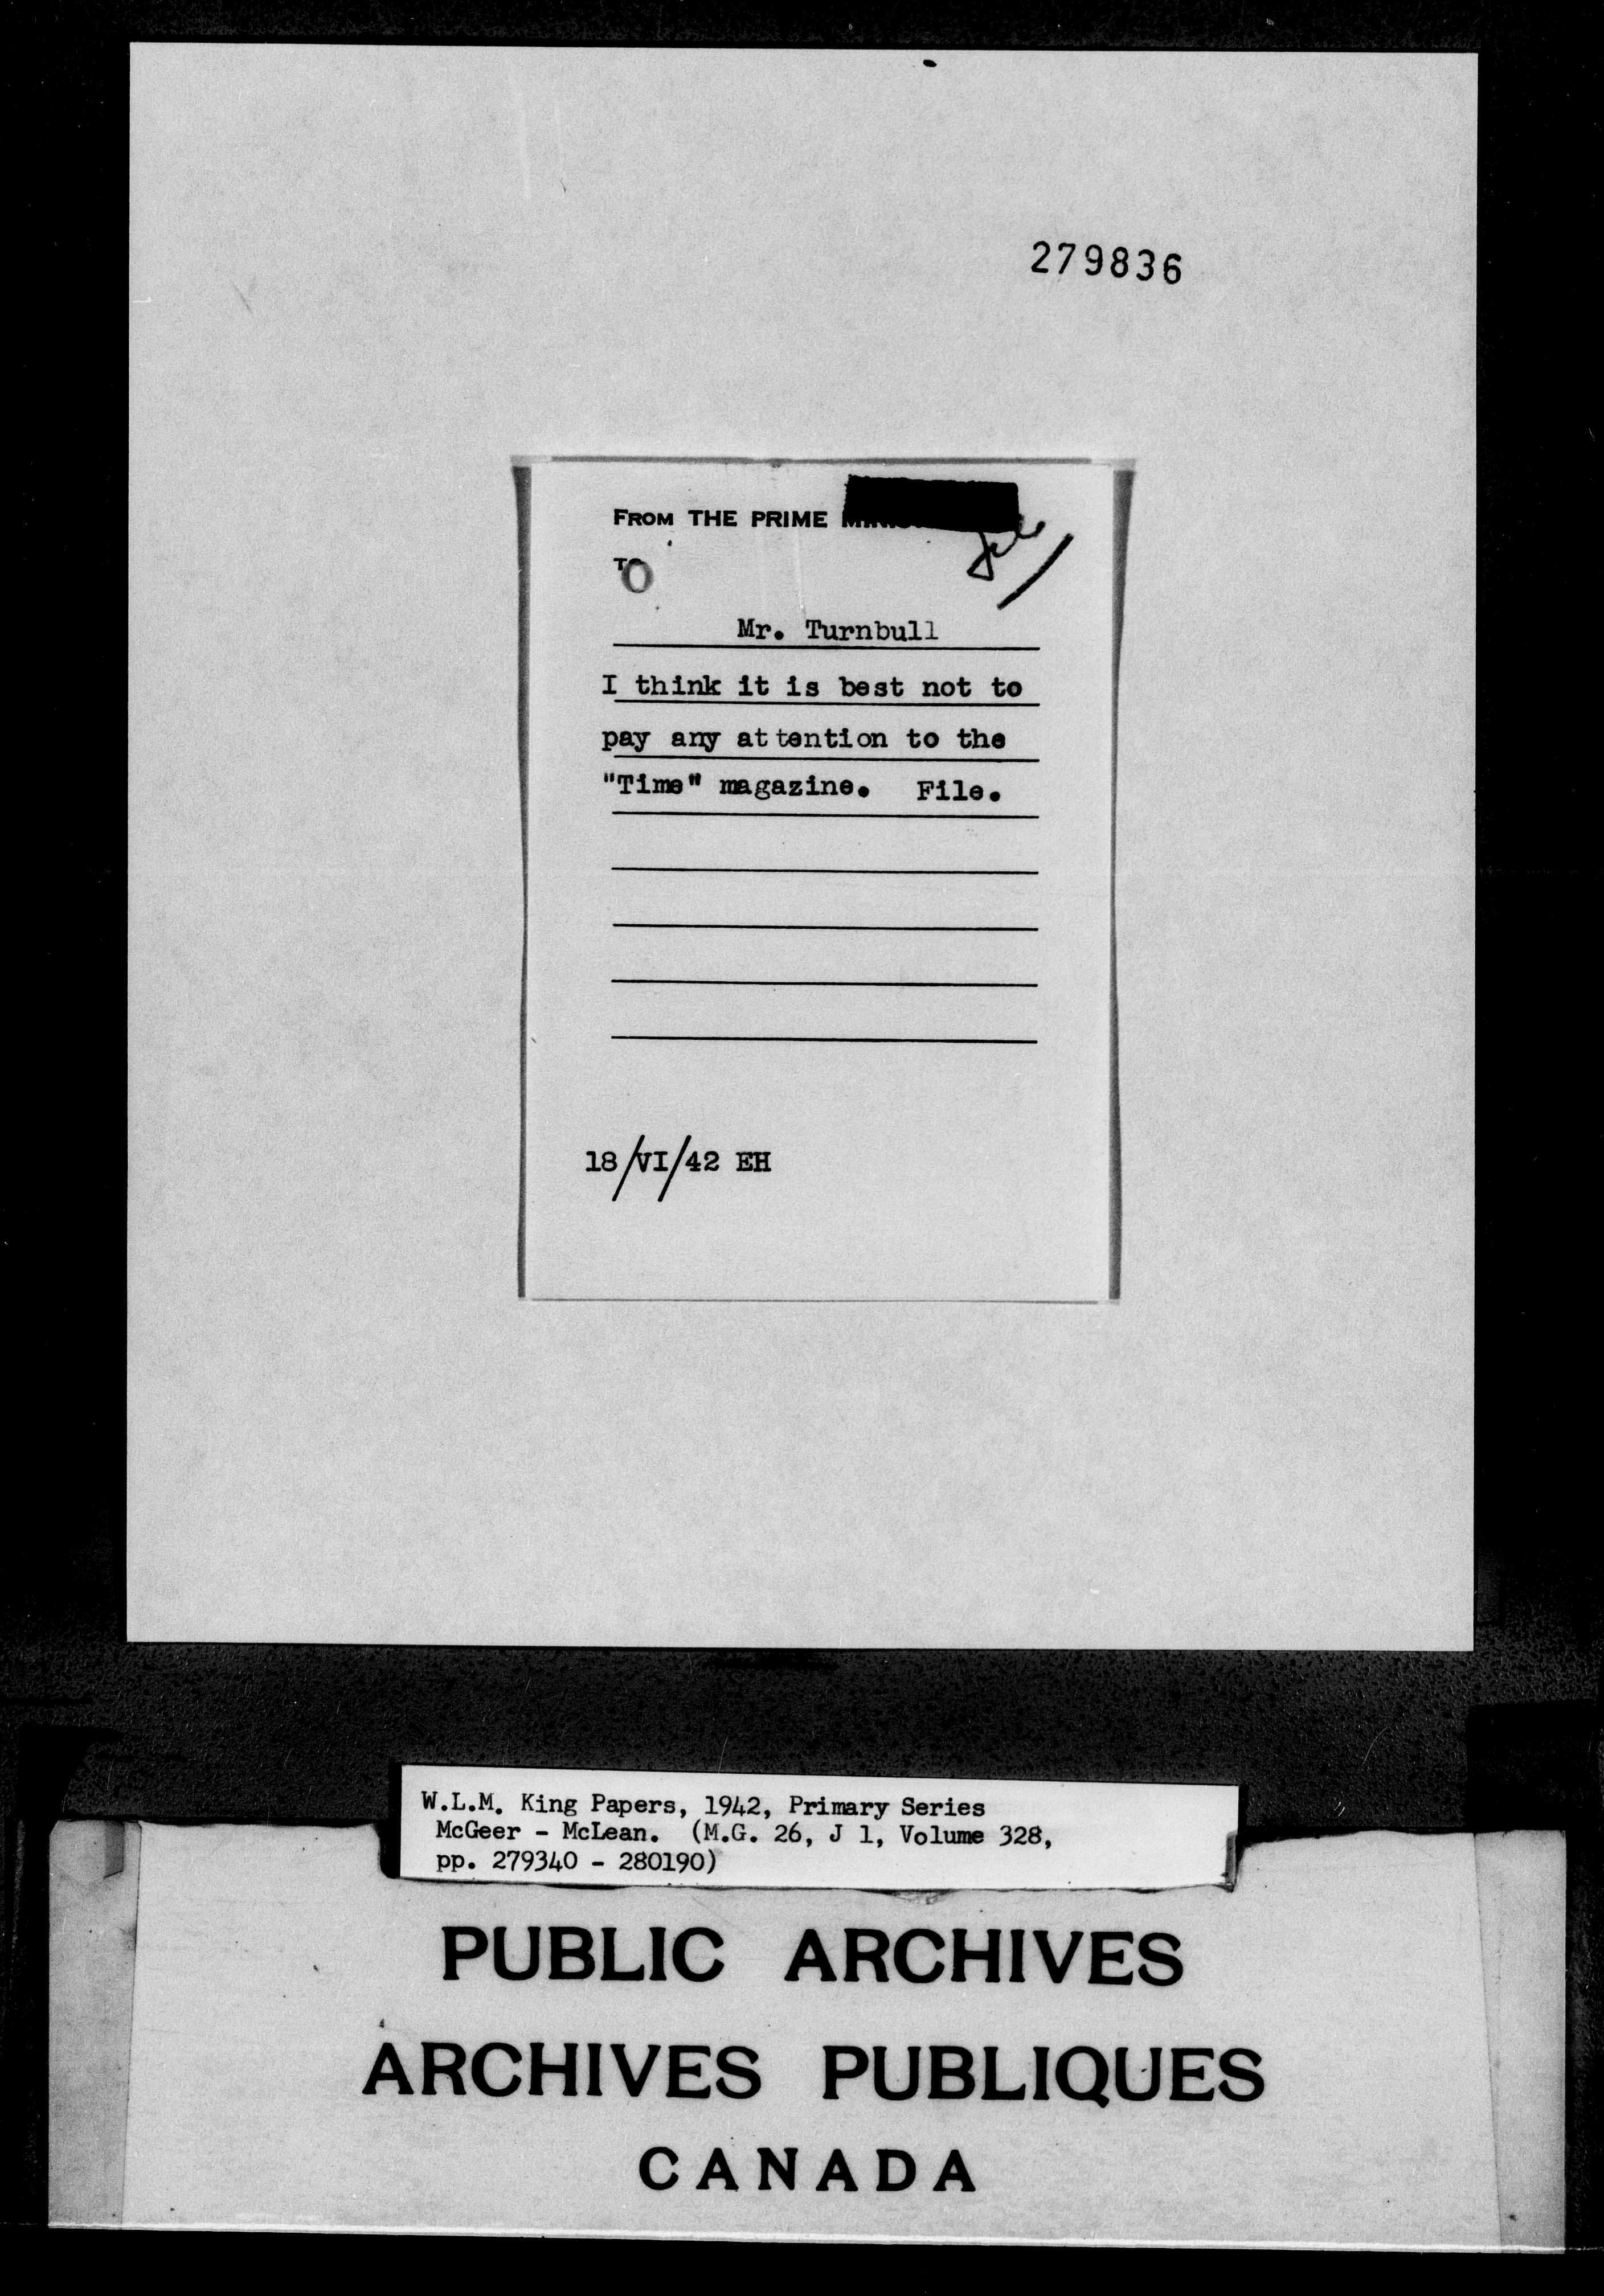 279836
FROM THE PRIME
TO
file
Mr. Turnbull
I think it is best not to
pay any attention to the
"Time" magazine. File.
18/VI/42 EH
W.L.M. King Papers, 1942, Primary Series
McGeer - McLean. (M.G. 26, J 1, Volume 328,
pp. 279340 - 280190)
PUBLIC ARCHIVES
ARCHIVES PUBLIQUES
CANADA